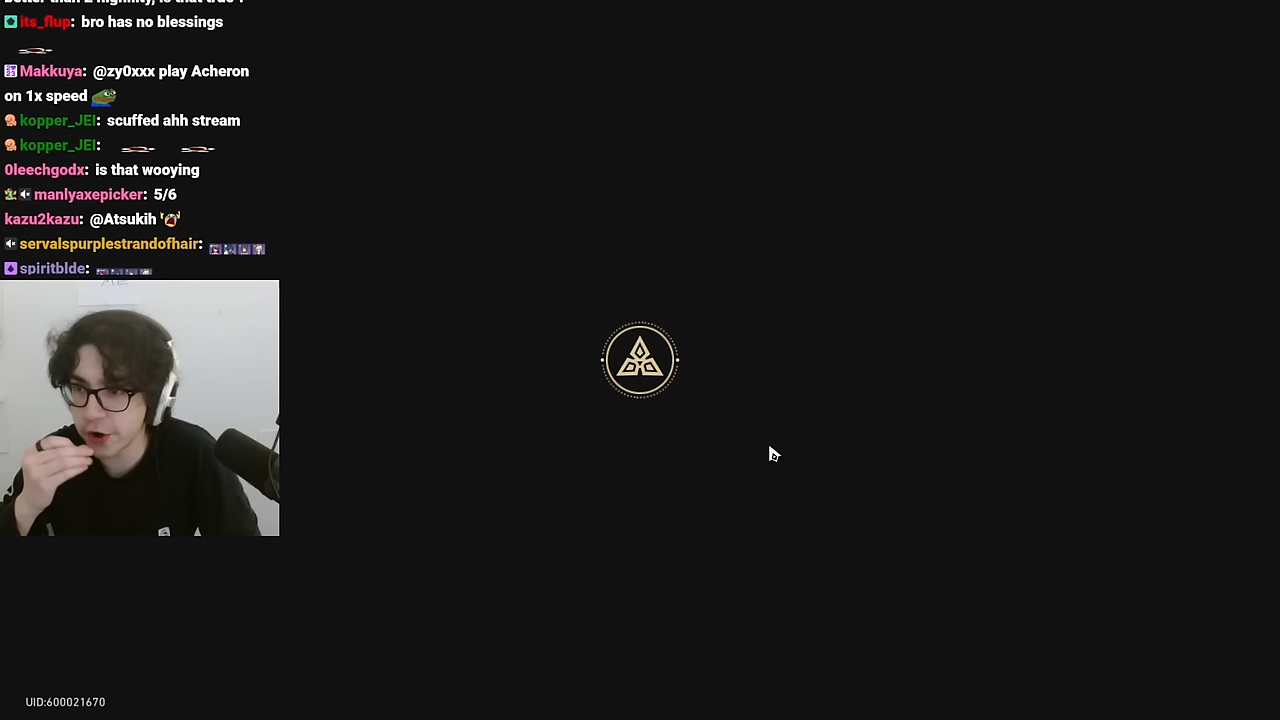 its_flup: bro has no blessings
Makkuya: @zy0xxx play Acheron
on 1x speed
kopper_JEI: scuffed ahh stream
kopper_JEI:
0leechgodx: is that wooying
manlyaxepicker: 5/6
kazu2kazu: @Atsukih
servalspurplestrandofhair:
spiritblde:
UID:600021670